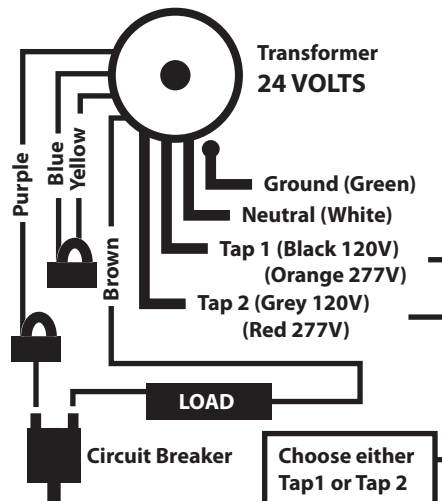 Transformer
24 VOLTS
Purple
Blue
Yellow
Brown
Ground (Green)
Neutral (White)
Tap 1 (Black 120V)
(Orange 277V)
Tap 2 (Grey 120V)
(Red 277V)
LOAD
Circuit Breaker
Choose either
Tap1 or Tap 2